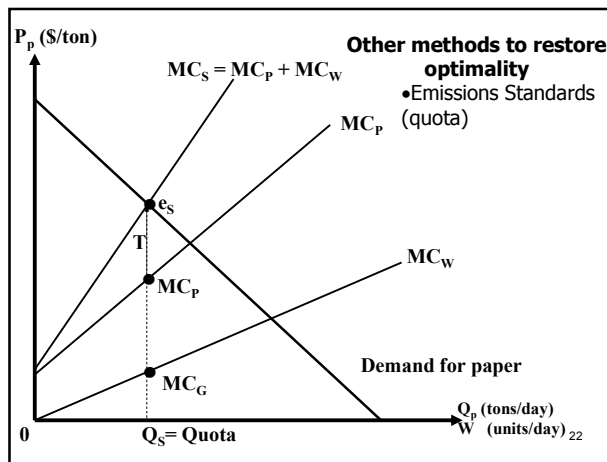 P_p ($/ton)
Other methods to restore
optimality
•Emissions Standards
(quota)
MC_S = MC_P + MC_W
MC_P
e_S
T
MC_W
MC_P
Demand for paper
MC_G
0
Q_S = Quota
Q_p (tons/day)
W (units/day) 22